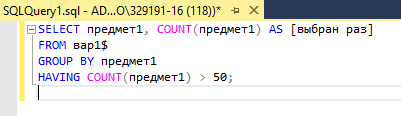 SQLQuery1.sql - AD...O\329191-16 (118))*
SELECT предмет1, COUNT(предмет1) AS [выбран раз]
FROM вар1$
GROUP BY предмет1
HAVING COUNT(предмет1) > 50;